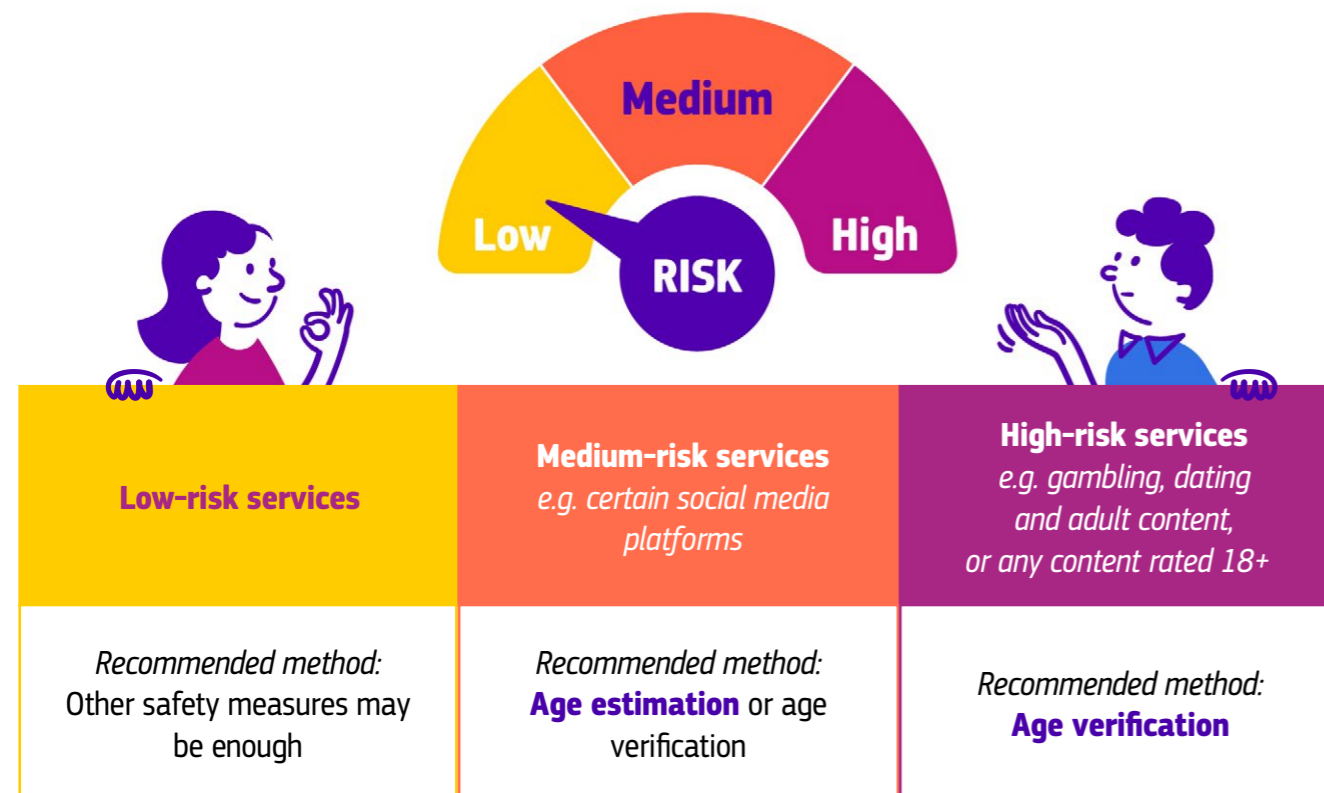 Medium
Low
High
RISK
Low-risk services
Medium-risk services
e.g. certain social media
platforms
High-risk services
e.g. gambling, dating
and adult content,
or any content rated 18+
Recommended method:
Other safety measures may
be enough
Recommended method:
Age estimation or age
verification
Recommended method:
Age verification